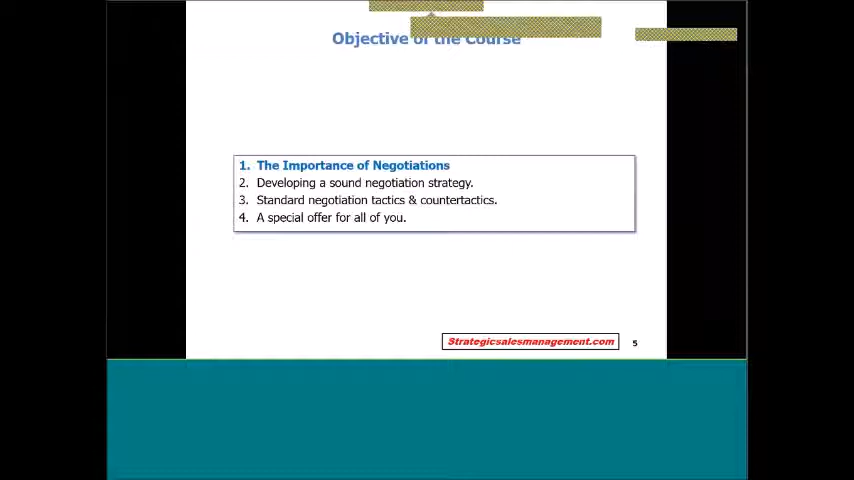 Objective of the Course
1. The Importance of Negotiations
2. Developing a sound negotiation strategy.
3. Standard negotiation tactics & countertactics.
4. A special offer for all of you.
Strategicsalesmanagement.com
5